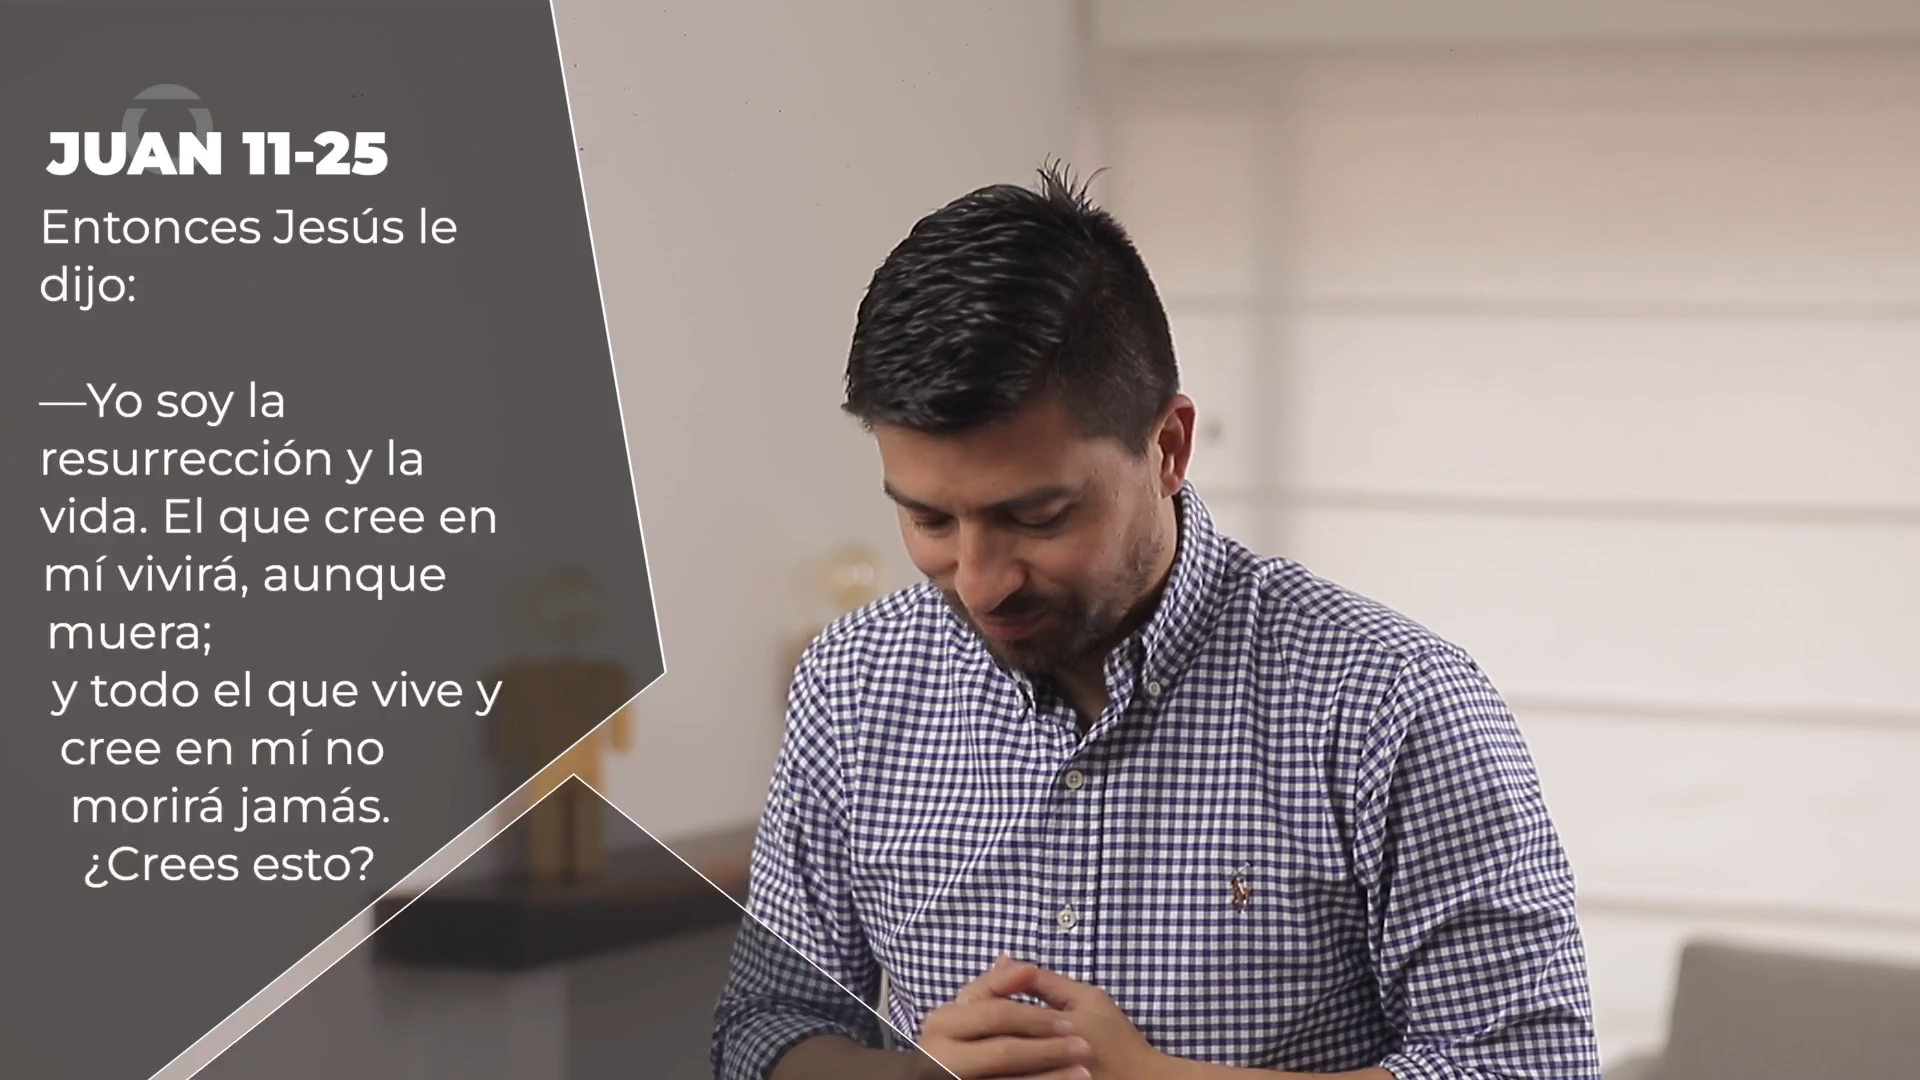 JUAN 11-25
Entonces Jesús le
dijo:
—Yo soy la
resurrección y la
vida. El que cree en
mí vivirá, aunque
muera;
y todo el que vive y
cree en mí no
morirá jamás.
¿Crees esto?